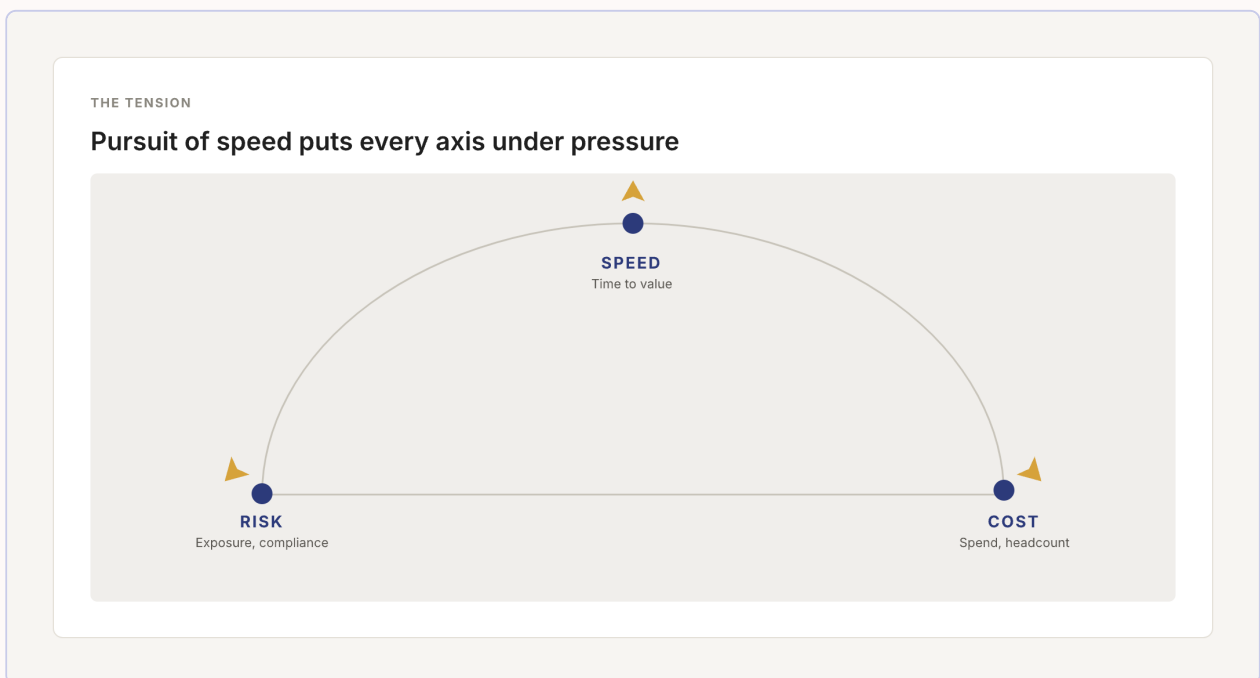 THE TENSION
Pursuit of speed puts every axis under pressure
SPEED
Time to value
RISK
Exposure, compliance
COST
Spend, headcount